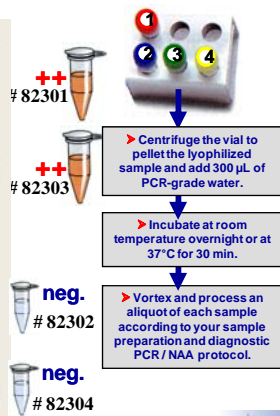 1
2
3
4
++
# 82301
++
# 82303
➤ Centrifuge the vial to
pellet the lyophilized
sample and add 300 µL of
PCR-grade water.
➤ Incubate at room
temperature overnight or at
37°C for 30 min.
➤ Vortex and process an
aliquot of each sample
according to your sample
preparation and diagnostic
PCR / NAA protocol.
neg.
# 82302
neg.
# 82304